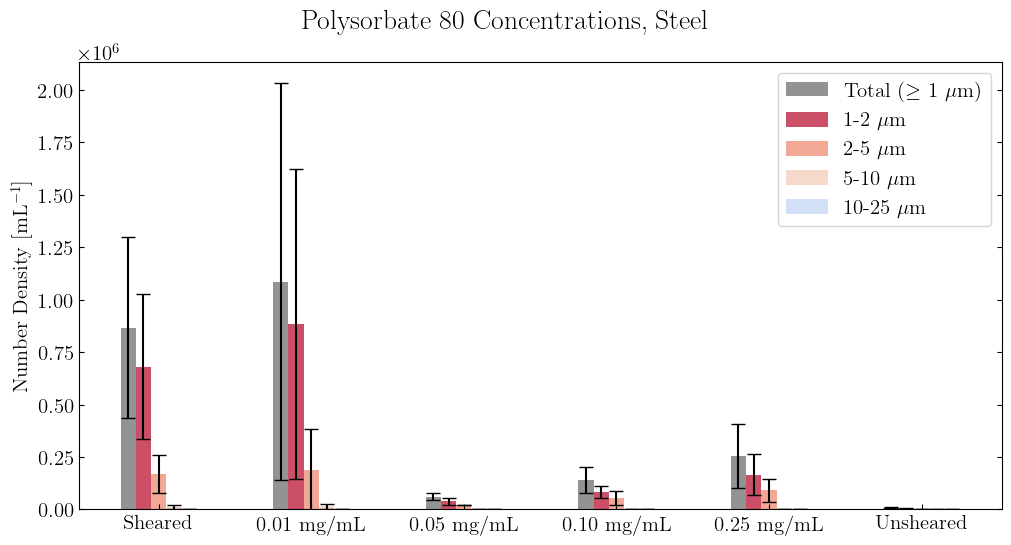 Polysorbate 80 Concentrations, Steel
×10⁶
2.00
1.75
1.50
1.25
1.00
0.75
0.50
0.25
0.00
Number Density [mL⁻¹]
Total (≥ 1 μm)
1-2 μm
2-5 μm
5-10 μm
10-25 μm
Sheared 0.01 mg/mL 0.05 mg/mL 0.10 mg/mL 0.25 mg/mL Unsheared